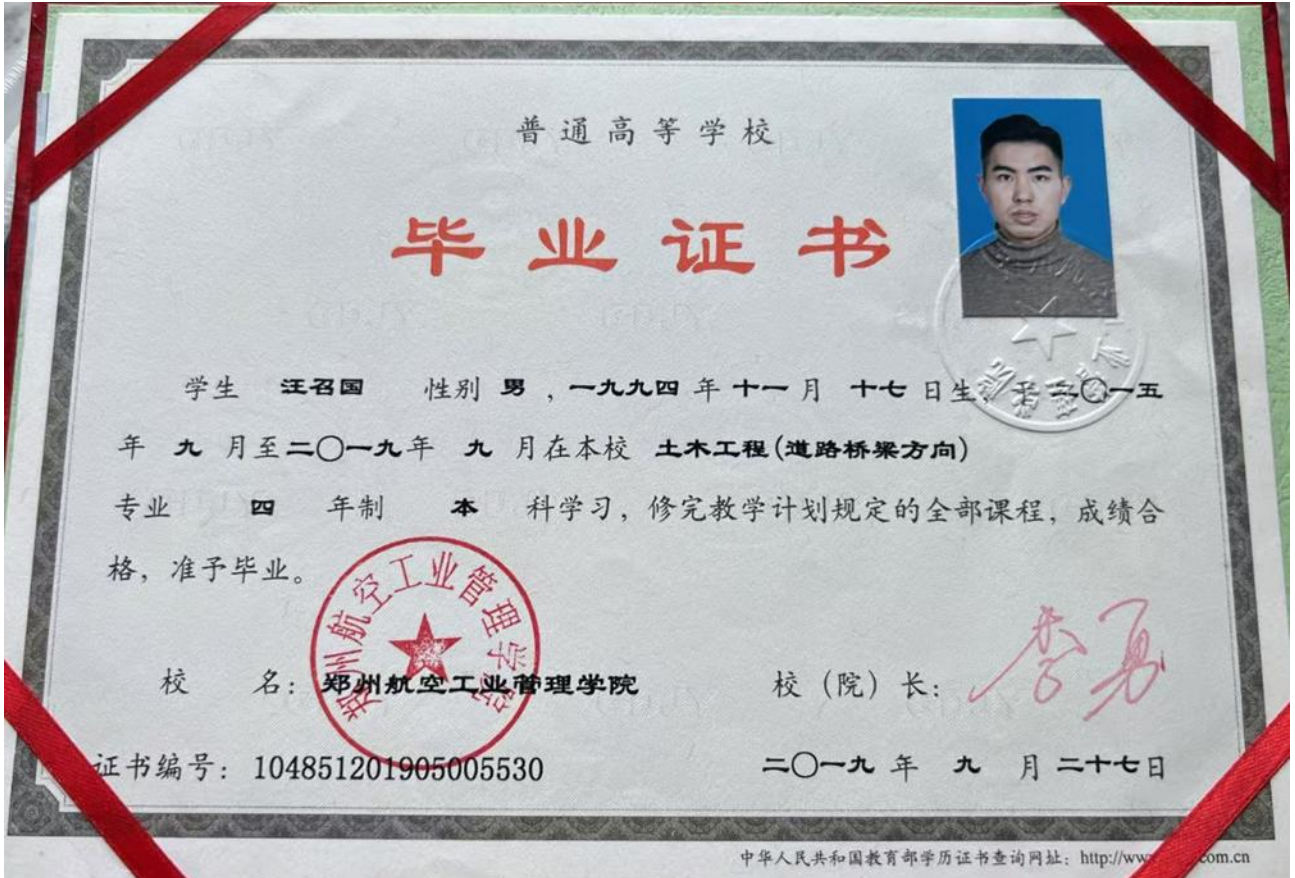 普通高等学校
毕业证书
学生 汪召国 性别 男 , 一九九四 年 十一 月 十七 日生 于 二〇一五
年 九 月至二〇一九年 九 月在本校 土木工程(道路桥梁方向)
专业 四 年制 本 科学习，修完教学计划规定的全部课程，成绩合
格，准予毕业。
郑州航空工业管理学院
校 名：郑州航空工业管理学院 校（院）长：李勇
证书编号：104851201905005530 二〇一九 年 九 月 二十七日
中华人民共和国教育部学历证书查询网址：http://www com.cn